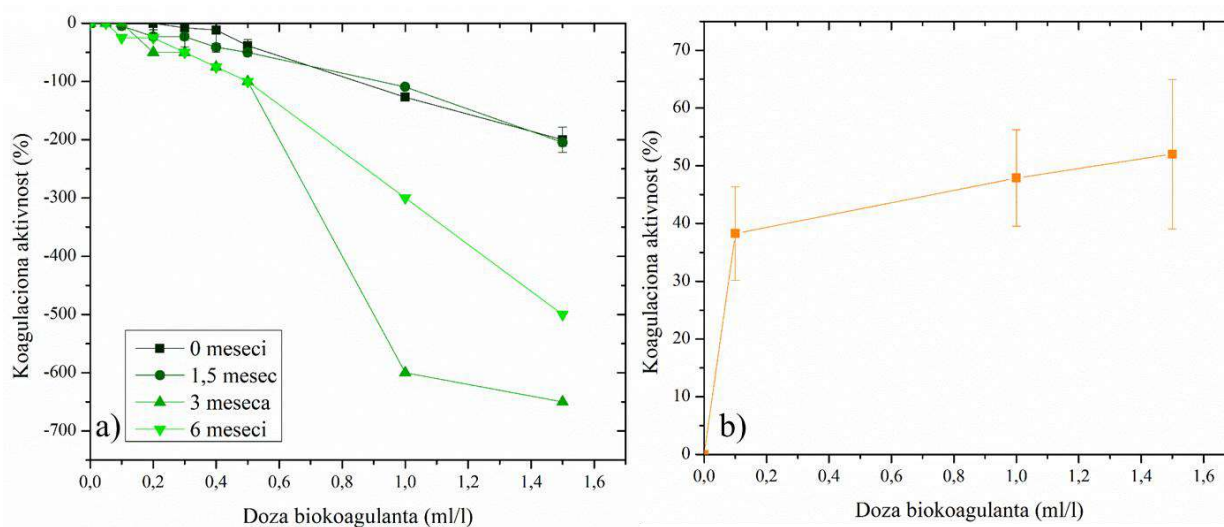 0
-100
-200
-300
-400
-500
-600
-700
Koagulaciona aktivnost (%)
0 meseci
1,5 mesec
3 meseca
6 meseci
a)
0,0 0,2 0,4 0,6 0,8 1,0 1,2 1,4 1,6
Doza biokoagulanta (ml/l)
70
60
50
40
30
20
10
0
Koagulaciona aktivnost (%)
b)
0,0 0,2 0,4 0,6 0,8 1,0 1,2 1,4 1,6
Doza biokoagulanta (ml/l)